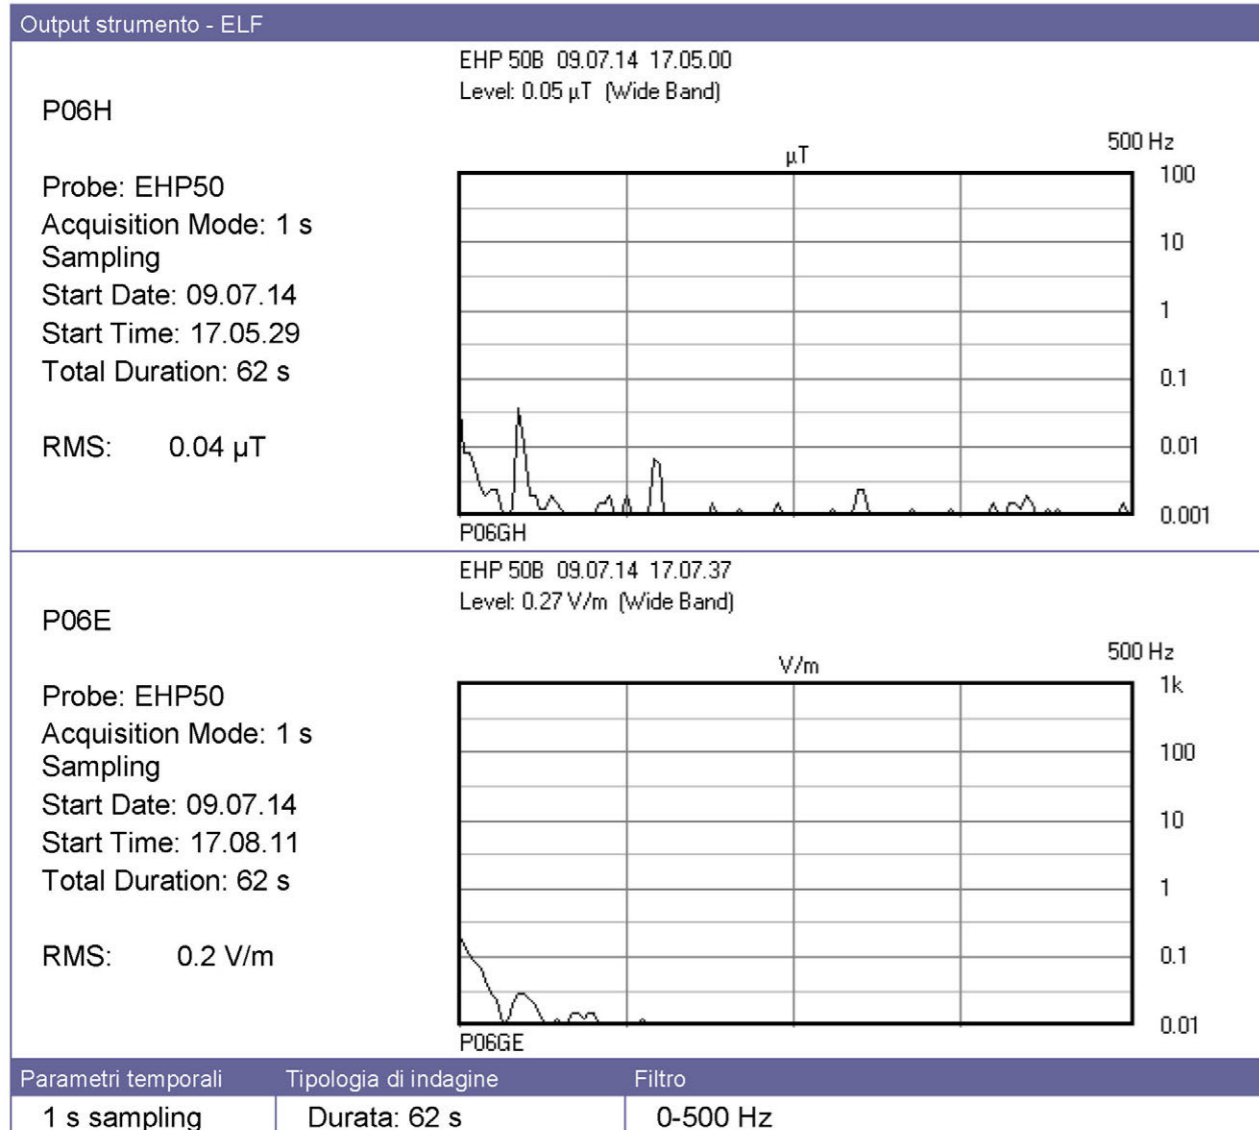 Output strumento - ELF
P06H
Probe: EHP50
Acquisition Mode: 1 s
Sampling
Start Date: 09.07.14
Start Time: 17.05.29
Total Duration: 62 s
RMS: 0.04 µT
EHP 50B 09.07.14 17.05.00
Level: 0.05 µT (Wide Band)
µT
500 Hz
100
10
1
0.1
0.01
0.001
P06GH
P06E
Probe: EHP50
Acquisition Mode: 1 s
Sampling
Start Date: 09.07.14
Start Time: 17.08.11
Total Duration: 62 s
RMS: 0.2 V/m
EHP 50B 09.07.14 17.07.37
Level: 0.27 V/m (Wide Band)
V/m
500 Hz
1k
100
10
1
0.1
0.01
P06GE
Parametri temporali Tipologia di indagine Filtro
1 s sampling Durata: 62 s 0-500 Hz